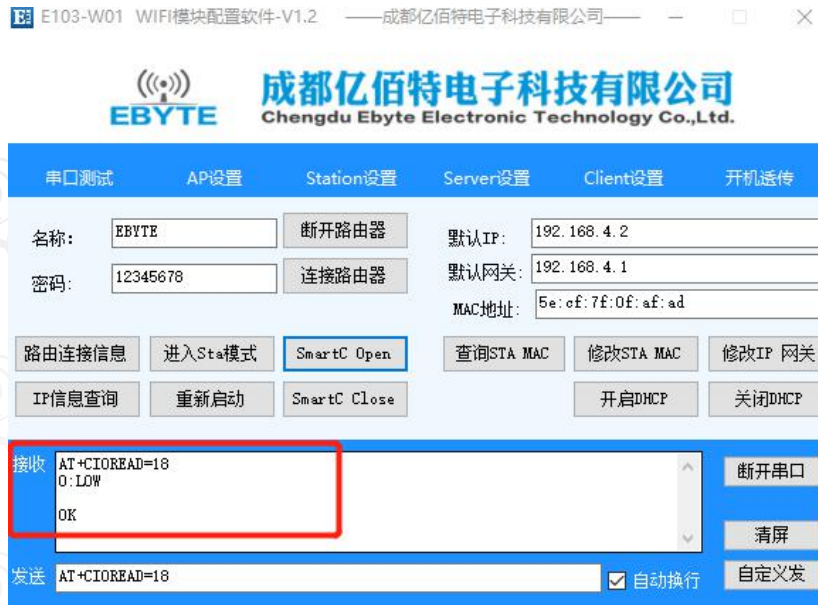 E103-W01 WIFI模块配置软件-V1.2 ——成都亿佰特电子科技有限公司——
EBYTE
成都亿佰特电子科技有限公司
Chengdu Ebyte Electronic Technology Co.,Ltd.
串口测试 AP设置 Station设置 Server设置 Client设置 开机透传
名称: EBYTE 断开路由器 默认IP: 192.168.4.2
密码: 12345678 连接路由器 默认网关: 192.168.4.1
MAC地址: 5e:cf:7f:0f:af:ad
路由连接信息 进入Sta模式 SmartC Open 查询STA MAC 修改STA MAC 修改IP 网关
IP信息查询 重新启动 SmartC Close 开启DHCP 关闭DHCP
接收 AT+CIOREAD=18 断开串口
0:LOW
OK 清屏
发送 AT+CIOREAD=18 自动换行 自定义发